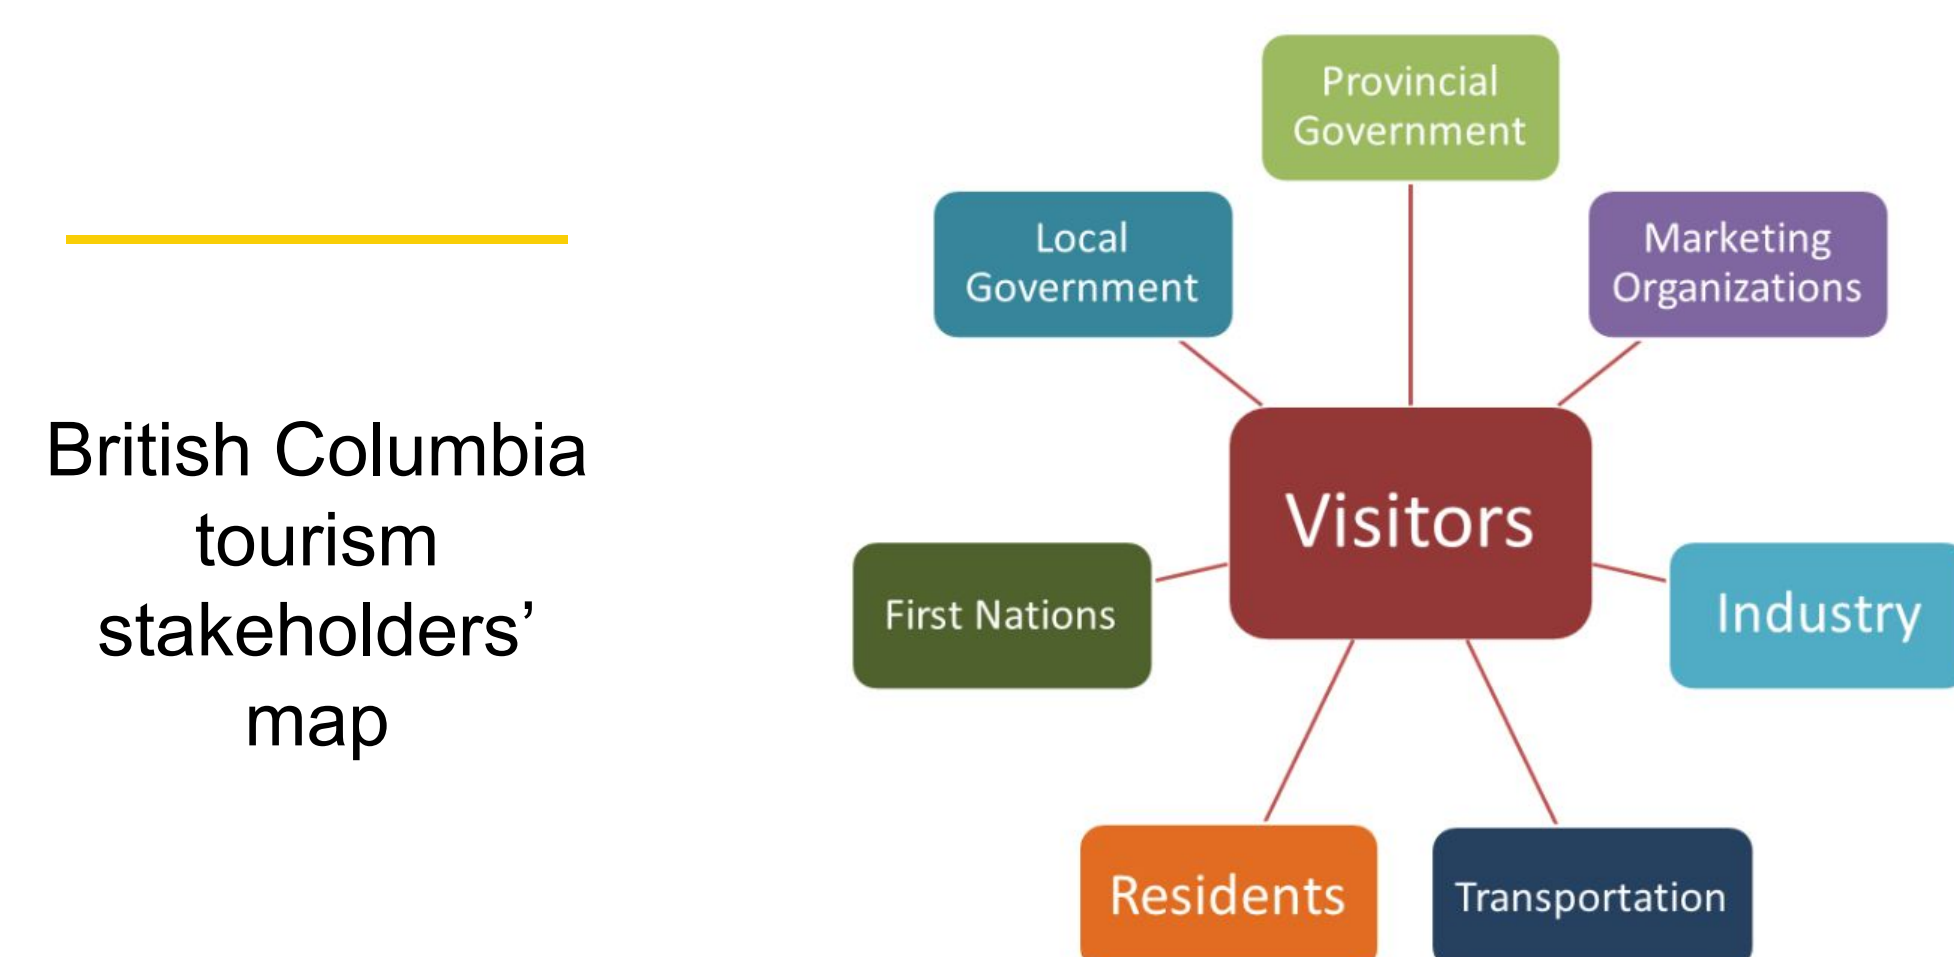 British Columbia
tourism
stakeholders’
map
Provincial
Government
Local
Government
Marketing
Organizations
Visitors
First Nations
Industry
Residents
Transportation